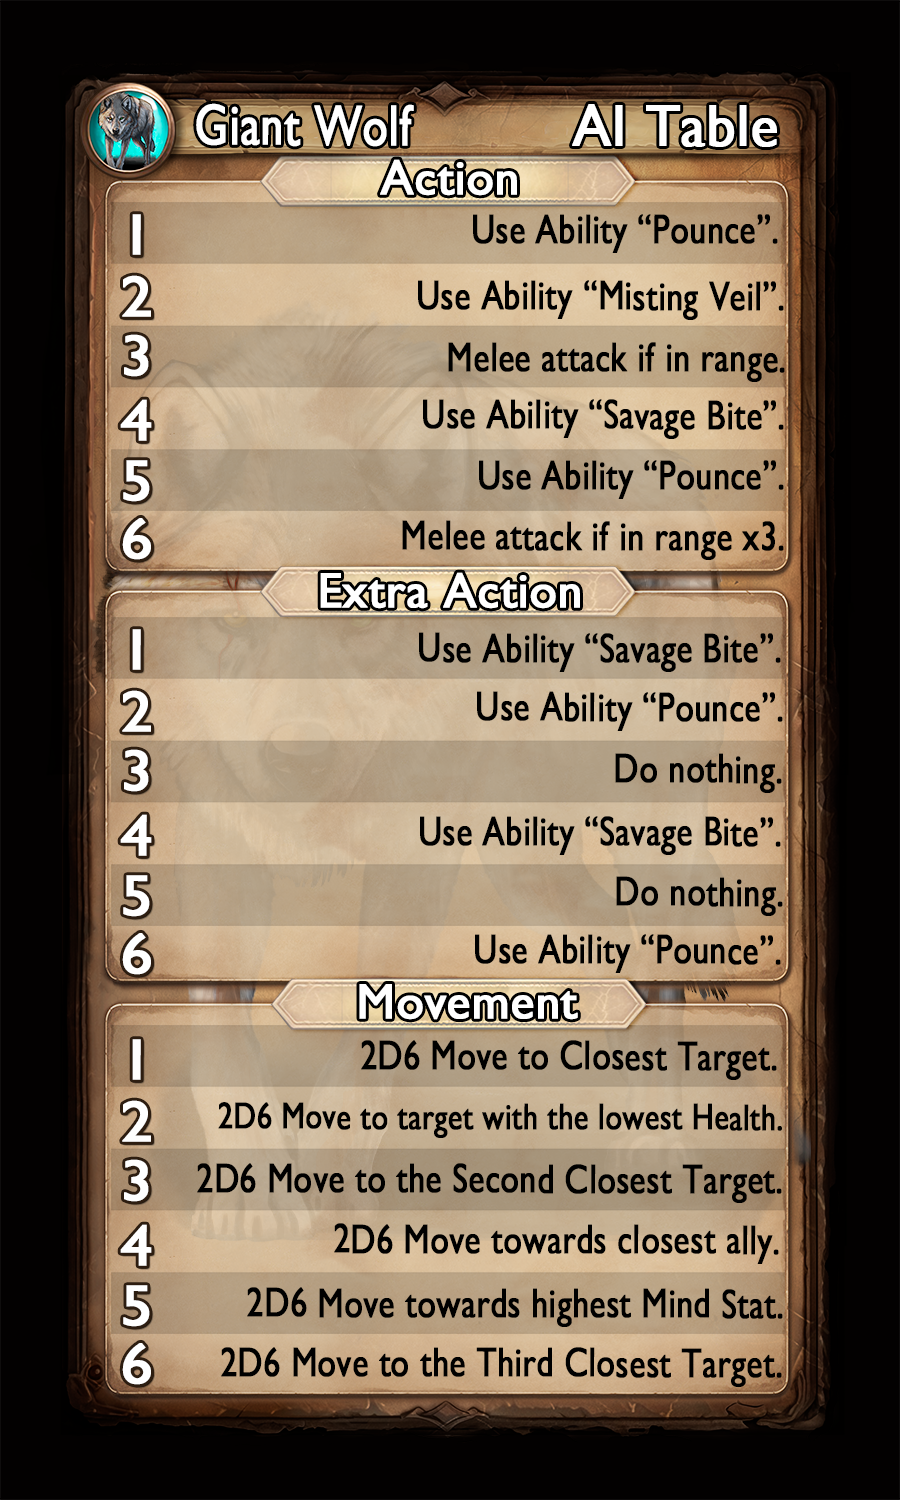 Giant Wolf AI Table
Action
1 Use Ability “Pounce”.
2 Use Ability “Misting Veil”.
3 Melee attack if in range.
4 Use Ability “Savage Bite”.
5 Use Ability “Pounce”.
6 Melee attack if in range x3.
Extra Action
1 Use Ability “Savage Bite”.
2 Use Ability “Pounce”.
3 Do nothing.
4 Use Ability “Savage Bite”.
5 Do nothing.
6 Use Ability “Pounce”.
Movement
1 2D6 Move to Closest Target.
2 2D6 Move to target with the lowest Health.
3 2D6 Move to the Second Closest Target.
4 2D6 Move towards closest ally.
5 2D6 Move towards highest Mind Stat.
6 2D6 Move to the Third Closest Target.